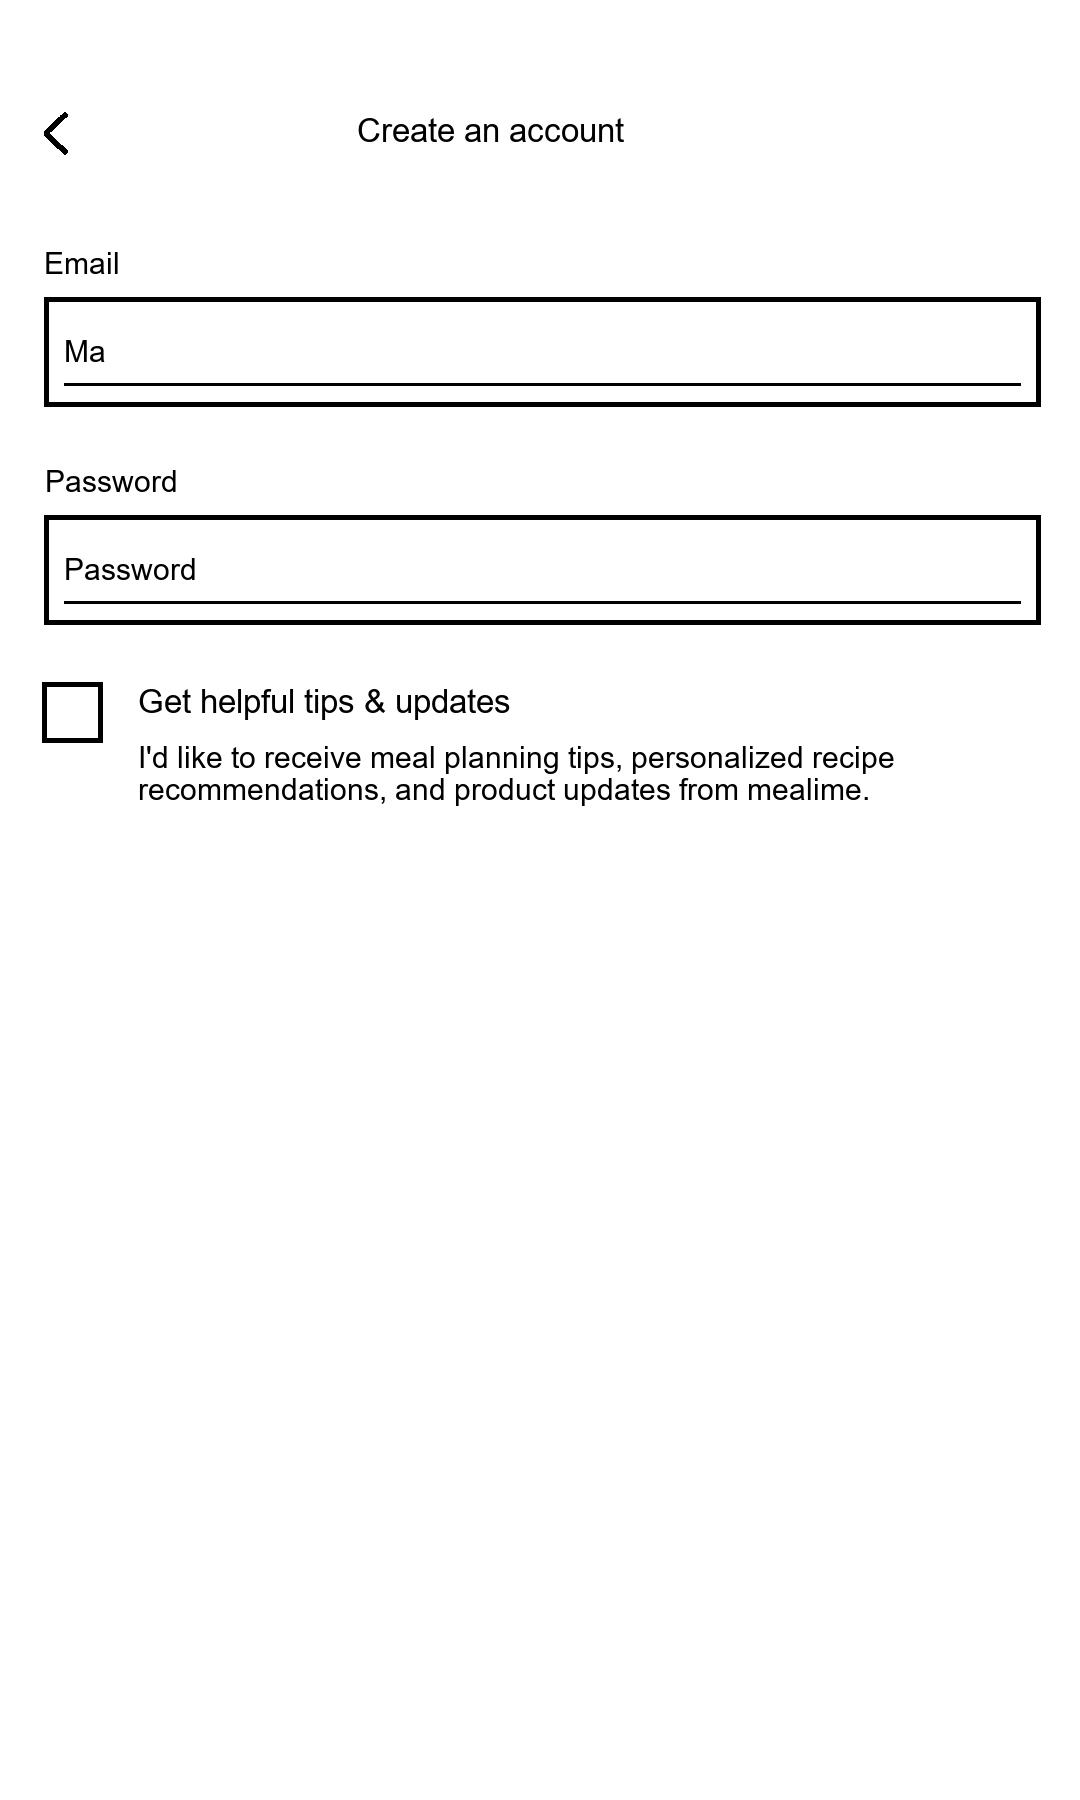 Create an account
Email
Ma
Password
Password
Get helpful tips & updates
I'd like to receive meal planning tips, personalized recipe
recommendations, and product updates from mealime.